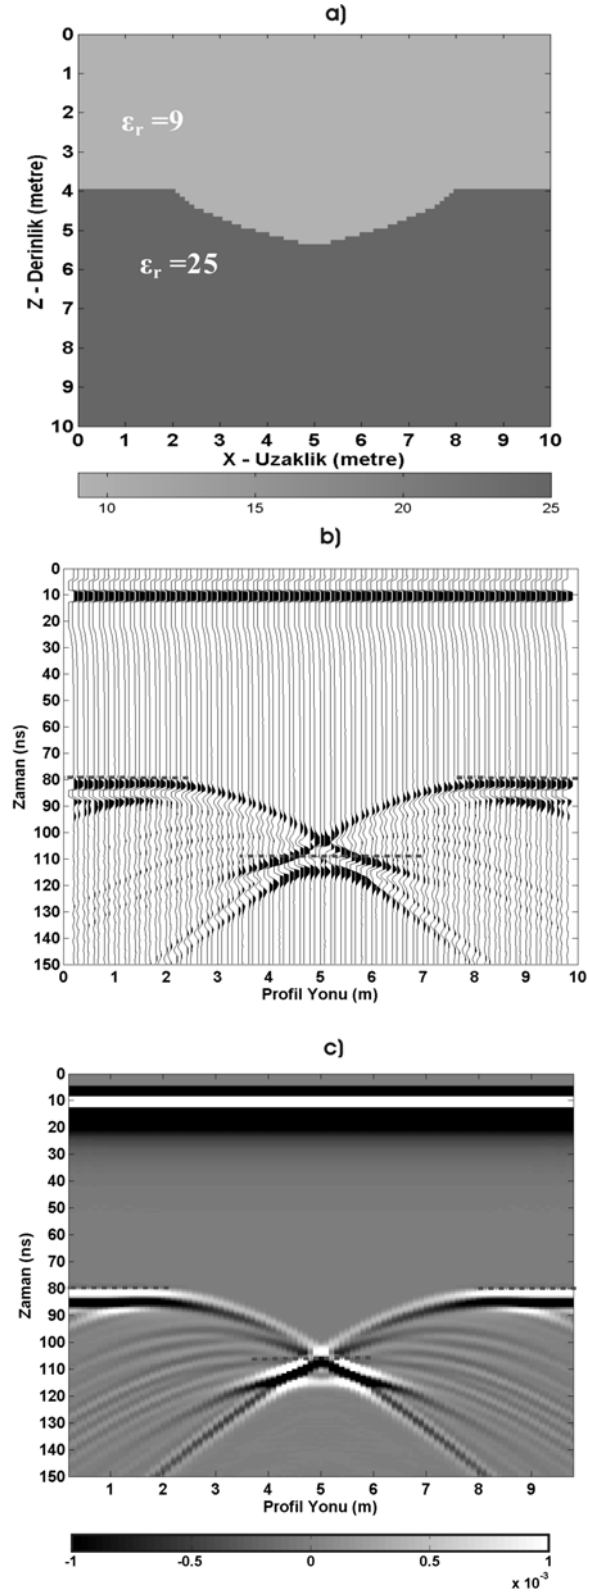 a)
0
1
2
3
4
5
6
7
8
9
10
Z - Derinlik (metre)
εr =9
εr =25
0 1 2 3 4 5 6 7 8 9 10
X - Uzaklik (metre)
10 15 20 25
b)
0
10
20
30
40
50
60
70
80
90
100
110
120
130
140
150
Zaman (ns)
0 1 2 3 4 5 6 7 8 9 10
Profil Yonu (m)
c)
0
10
20
30
40
50
60
70
80
90
100
110
120
130
140
150
Zaman (ns)
1 2 3 4 5 6 7 8 9
Profil Yonu (m)
-1 -0.5 0 0.5 1
x 10⁻³